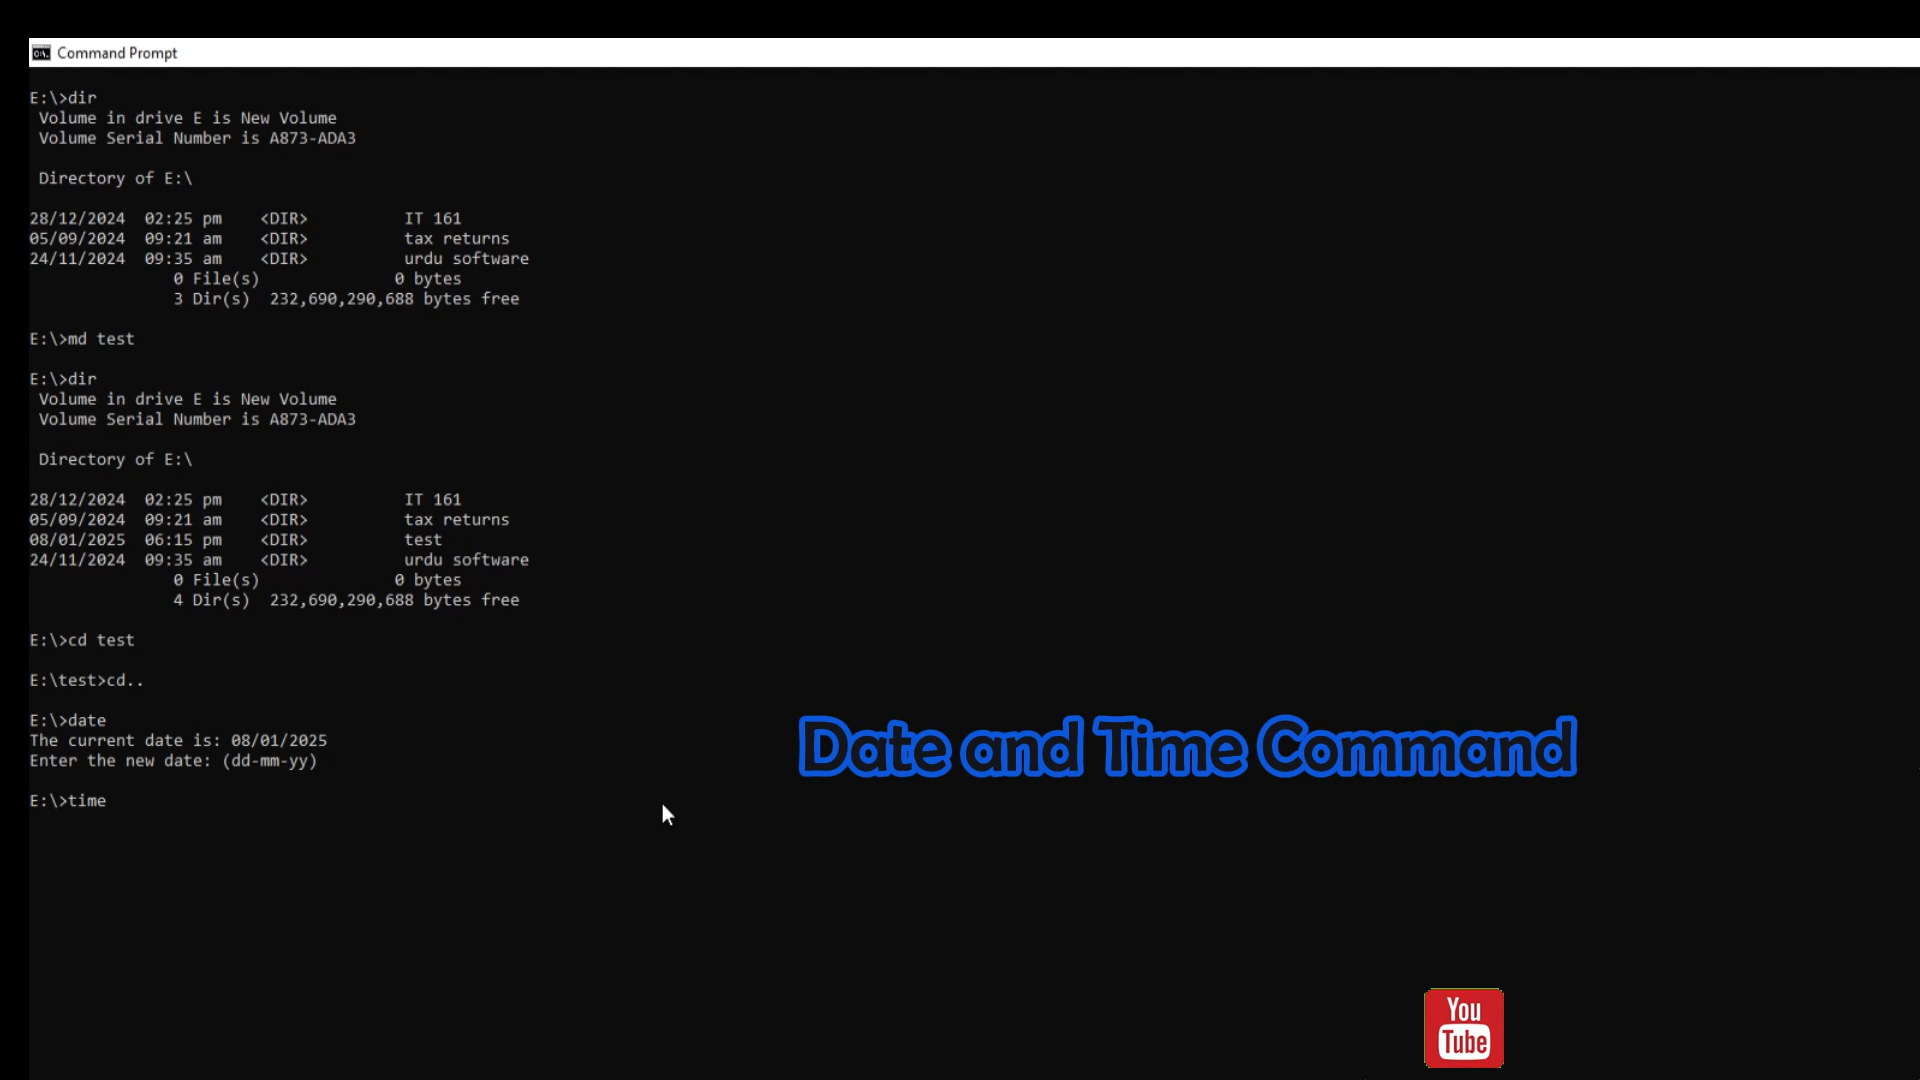 Command Prompt
E:\>dir
Volume in drive E is New Volume
Volume Serial Number is A873-ADA3
Directory of E:\
28/12/2024 02:25 pm <DIR> IT 161
05/09/2024 09:21 am <DIR> tax returns
24/11/2024 09:35 am <DIR> urdu software
0 File(s) 0 bytes
3 Dir(s) 232,690,290,688 bytes free
E:\>md test
E:\>dir
Volume in drive E is New Volume
Volume Serial Number is A873-ADA3
Directory of E:\
28/12/2024 02:25 pm <DIR> IT 161
05/09/2024 09:21 am <DIR> tax returns
08/01/2025 06:15 pm <DIR> test
24/11/2024 09:35 am <DIR> urdu software
0 File(s) 0 bytes
4 Dir(s) 232,690,290,688 bytes free
E:\>cd test
E:\test>cd..
E:\>date
The current date is: 08/01/2025
Enter the new date: (dd-mm-yy)
E:\>time
Date and Time Command
You
Tube